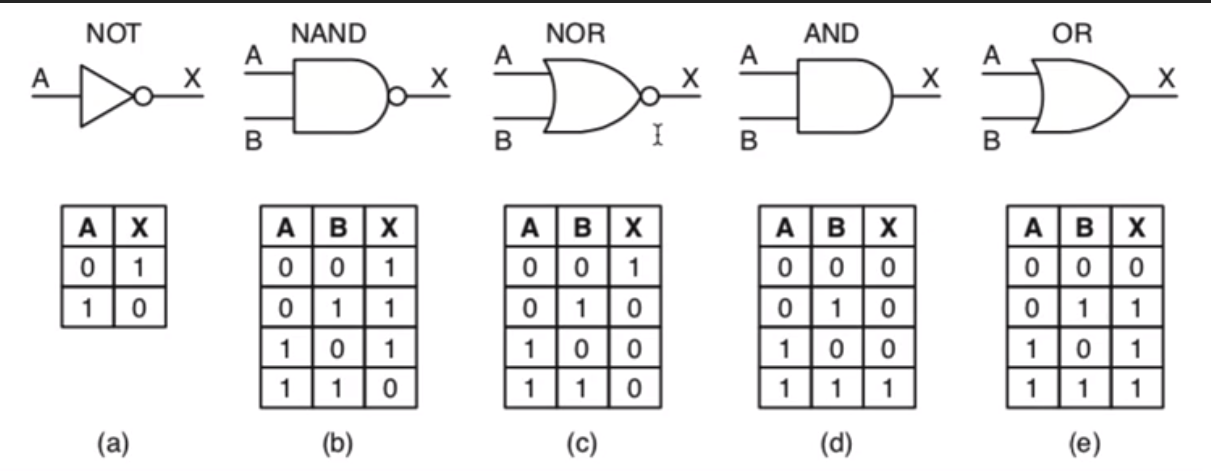 NOT NAND NOR AND OR
A X A B X A B X A B X A B X
A X
0 1
1 0
A B X
0 0 1
0 1 1
1 0 1
1 1 0
A B X
0 0 1
0 1 0
1 0 0
1 1 0
A B X
0 0 0
0 1 0
1 0 0
1 1 1
A B X
0 0 0
0 1 1
1 0 1
1 1 1
(a) (b) (c) (d) (e)